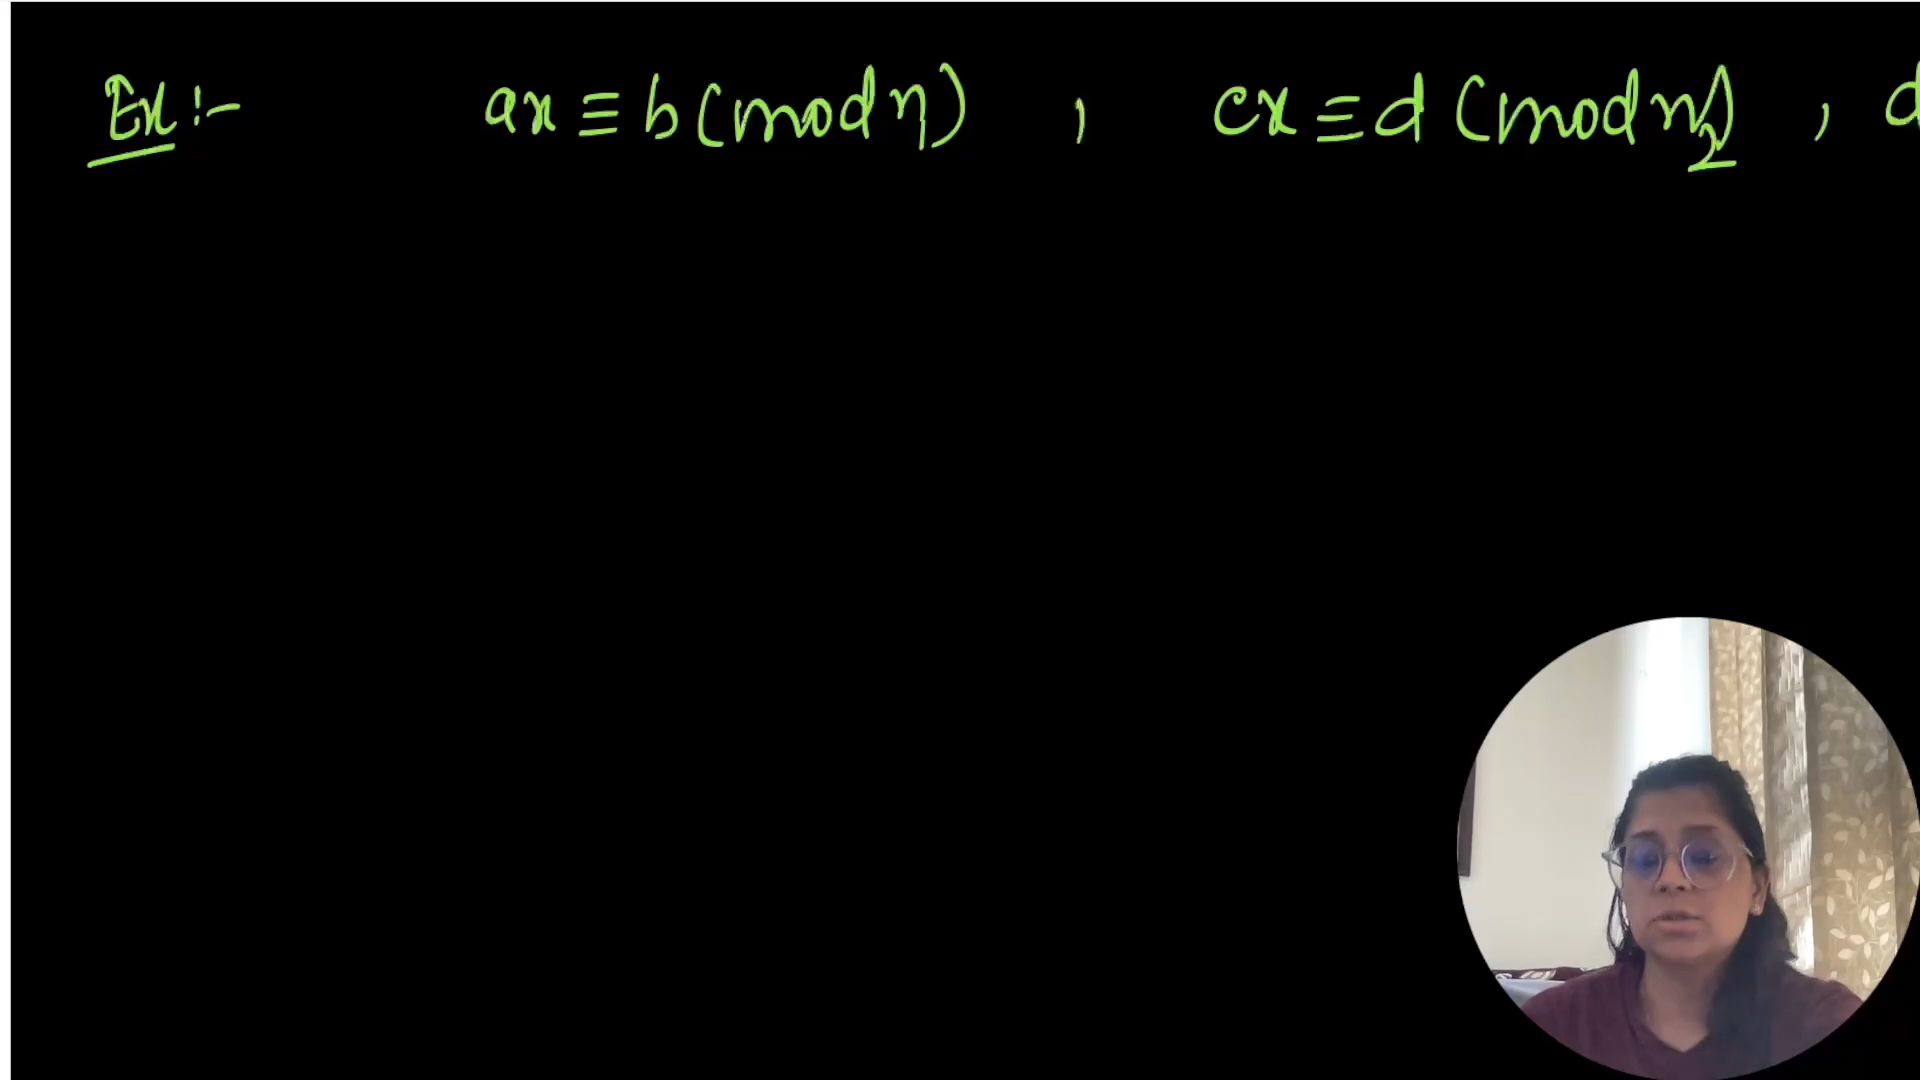 Ex:- ax ≡ b (mod n) , cx ≡ d (mod n₂) , d